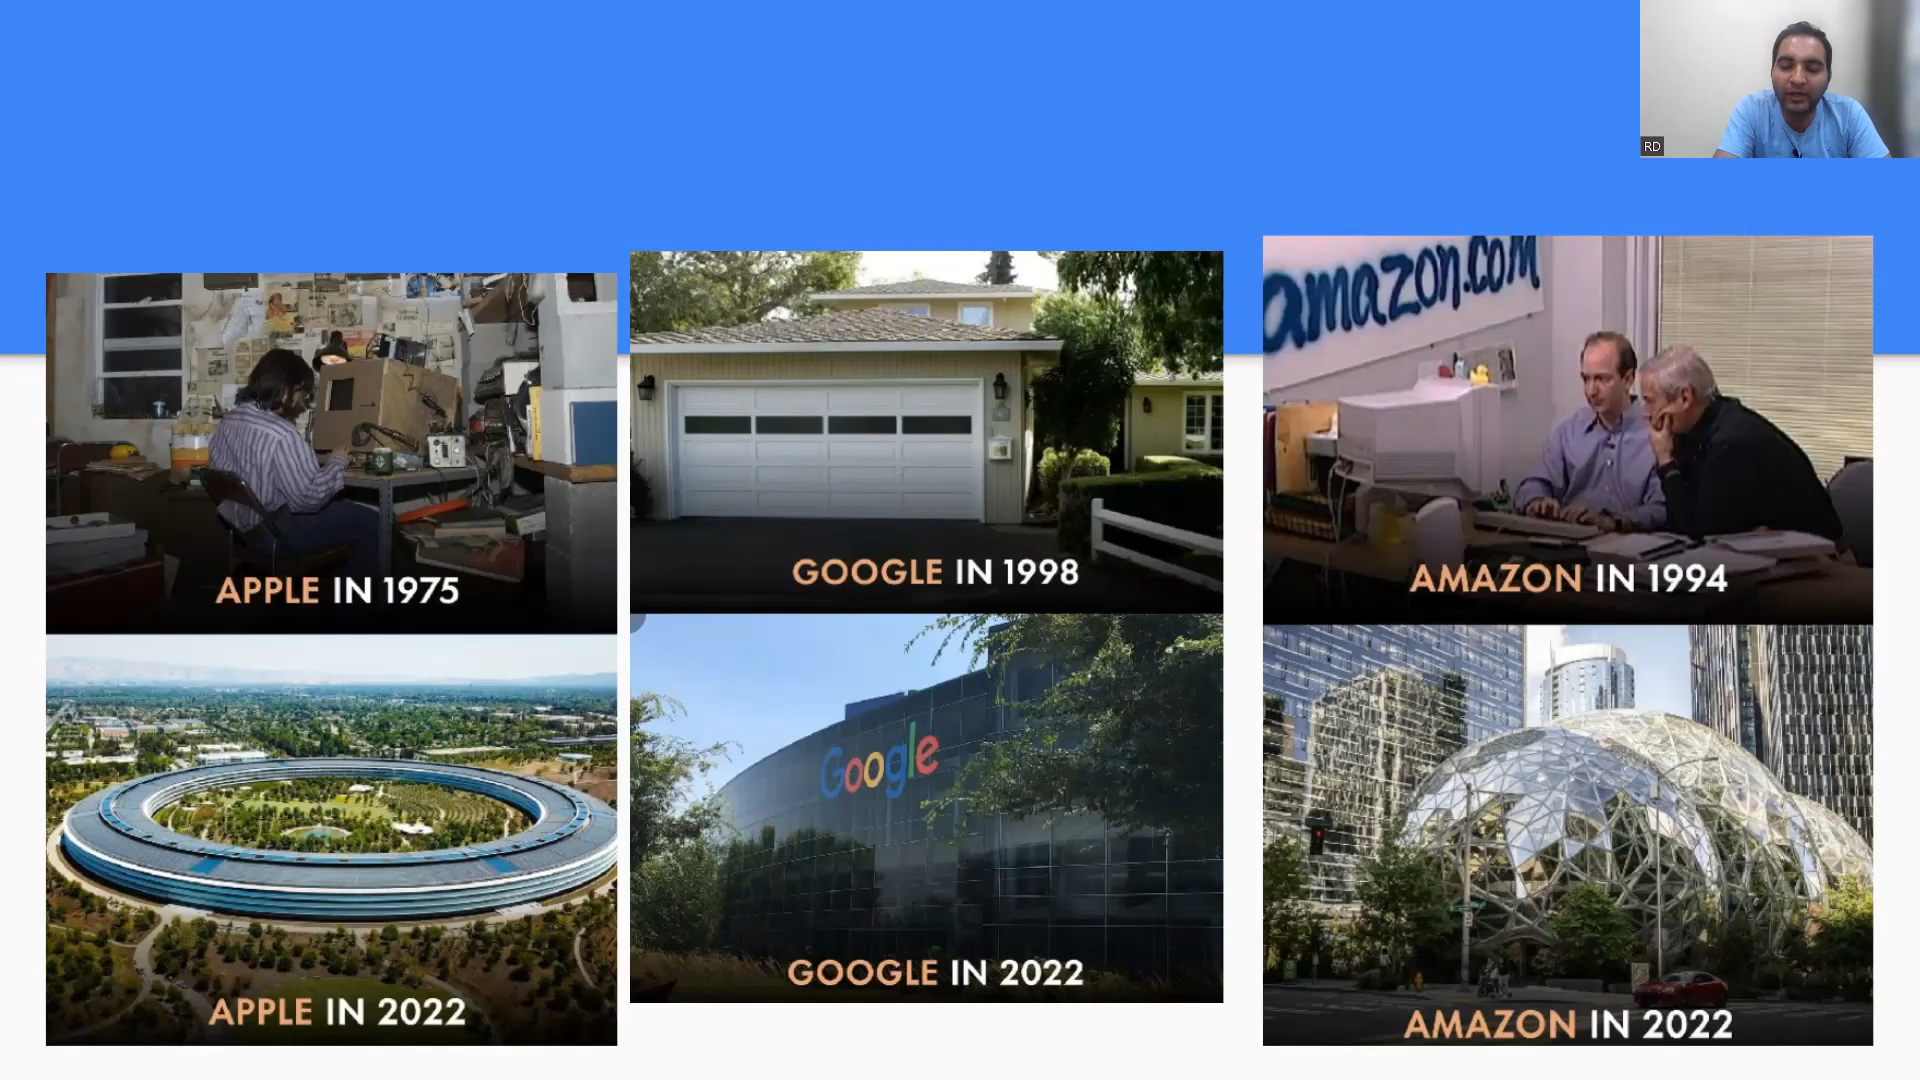 RD
amazon.com
APPLE IN 1975
GOOGLE IN 1998
AMAZON IN 1994
Google
APPLE IN 2022
GOOGLE IN 2022
AMAZON IN 2022